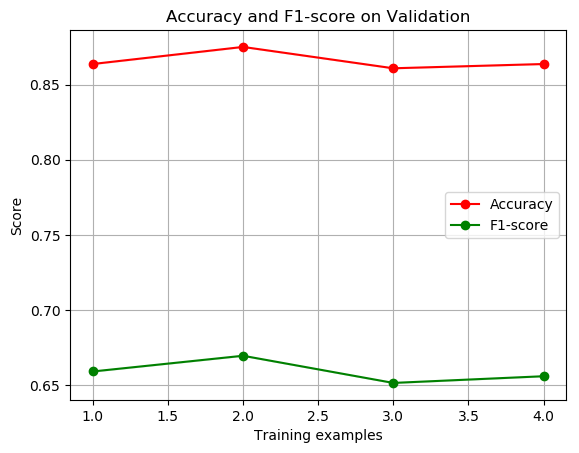 Accuracy and F1-score on Validation
0.85
0.80
0.75
0.70
0.65
Score
Accuracy
F1-score
1.0 1.5 2.0 2.5 3.0 3.5 4.0
Training examples